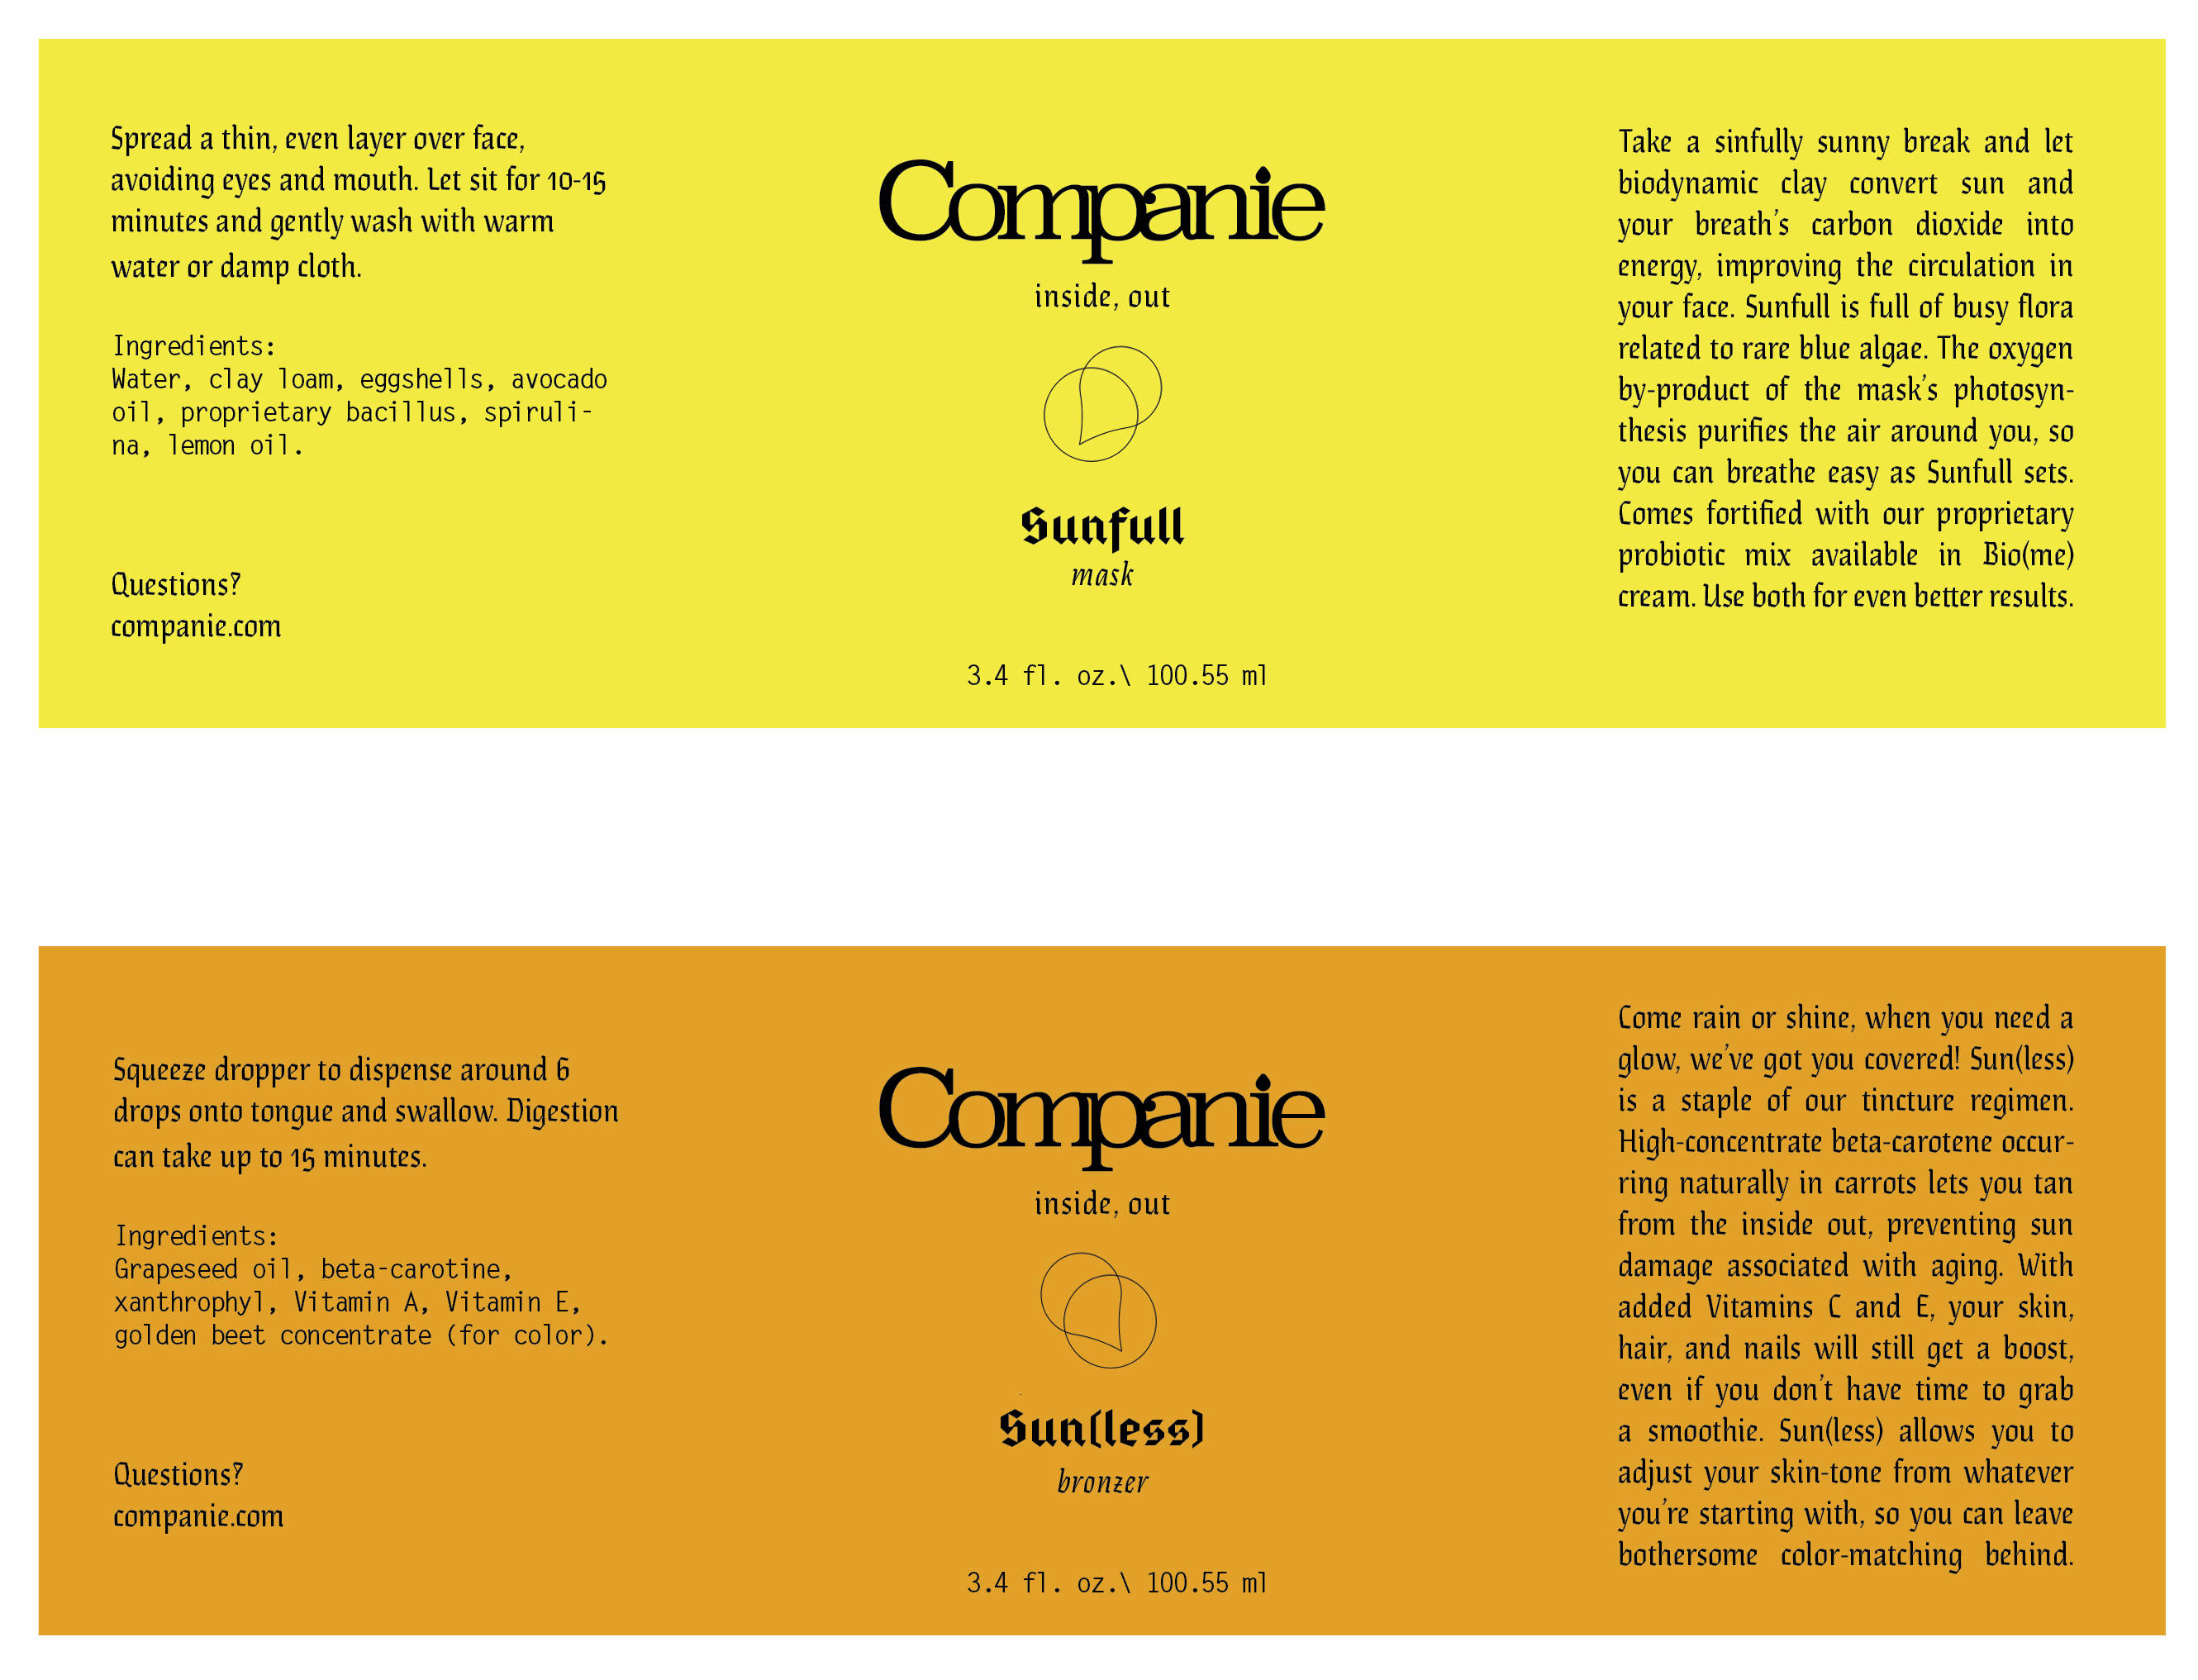 Spread a thin, even layer over face,
avoiding eyes and mouth. Let sit for 10-15
minutes and gently wash with warm
water or damp cloth.
Ingredients:
Water, clay loam, eggshells, avocado
oil, proprietary bacillus, spiruli-
na, lemon oil.
Questions?
companie.com
Companie
inside, out
Sunfull
mask
3.4 fl. oz.\ 100.55 ml
Take a sinfully sunny break and let
biodynamic clay convert sun and
your breath's carbon dioxide into
energy, improving the circulation in
your face. Sunfull is full of busy flora
related to rare blue algae. The oxygen
by-product of the mask's photosyn-
thesis purifies the air around you, so
you can breathe easy as Sunfull sets.
Comes fortified with our proprietary
probiotic mix available in Bio(me)
cream. Use both for even better results.
Squeeze dropper to dispense around 6
drops onto tongue and swallow. Digestion
can take up to 15 minutes.
Ingredients:
Grapeseed oil, beta-carotine,
xanthrophyl, Vitamin A, Vitamin E,
golden beet concentrate (for color).
Questions?
companie.com
Companie
inside, out
Sun(less)
bronzer
3.4 fl. oz.\ 100.55 ml
Come rain or shine, when you need a
glow, we've got you covered! Sun(less)
is a staple of our tincture regimen.
High-concentrate beta-carotene occur-
ring naturally in carrots lets you tan
from the inside out, preventing sun
damage associated with aging. With
added Vitamins C and E, your skin,
hair, and nails will still get a boost,
even if you don't have time to grab
a smoothie. Sun(less) allows you to
adjust your skin-tone from whatever
you're starting with, so you can leave
bothersome color-matching behind.